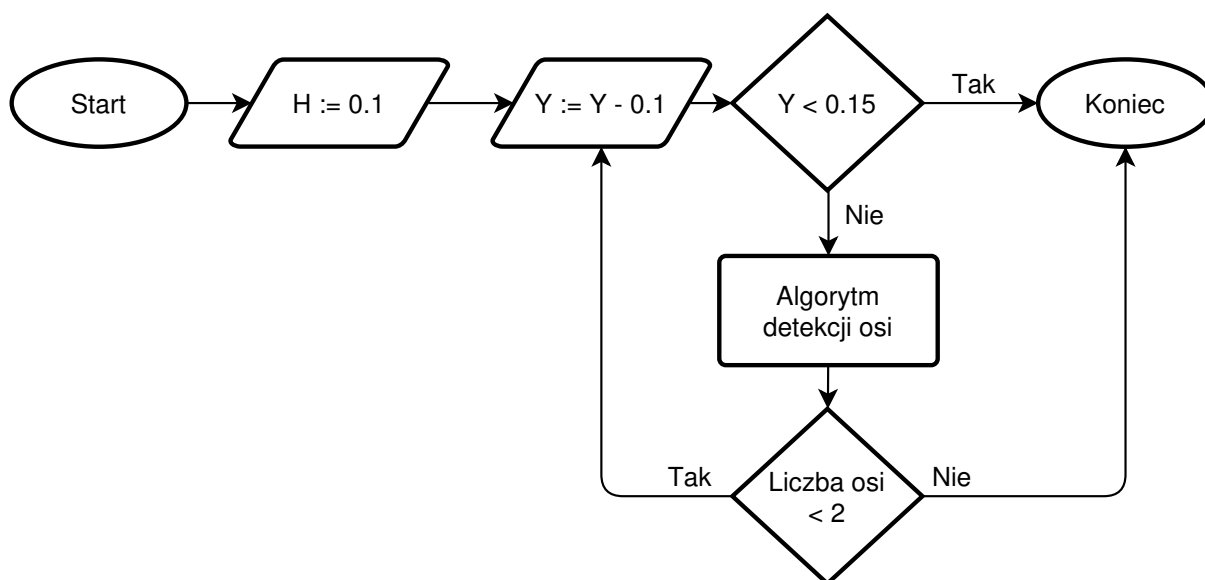 Start
H := 0.1
Y := Y - 0.1
Y < 0.15
Tak
Koniec
Nie
Algorytm
detekcji osi
Tak
Liczba osi
< 2
Nie